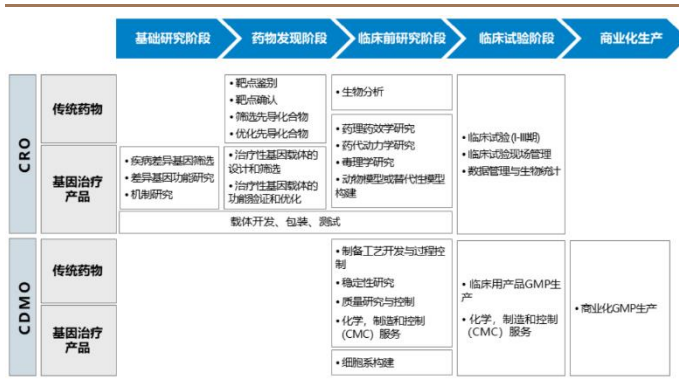 基础研究阶段
药物发现阶段
临床前研究阶段
临床试验阶段
商业化生产
CRO
传统药物
• 靶点鉴别
• 靶点确认
• 筛选先导化合物
• 优化先导化合物
• 生物分析
• 药理药效学研究
• 药代动力学研究
• 毒理学研究
• 动物模型或替代性模型
构建
• 临床试验(I-III期)
• 临床试验现场管理
• 数据管理与生物统计
基因治疗
产品
• 疾病差异基因筛选
• 差异基因功能研究
• 机制研究
• 治疗性基因载体的
设计和筛选
• 治疗性基因载体的
功能验证和优化
载体开发、包装、测试
CDMO
传统药物
• 制备工艺开发与过程控
制
• 稳定性研究
• 质量研究与控制
• 化学，制造和控制
（CMC）服务
• 临床用产品GMP生
产
• 化学，制造和控制
（CMC）服务
• 商业化GMP生产
基因治疗
产品
• 细胞系构建